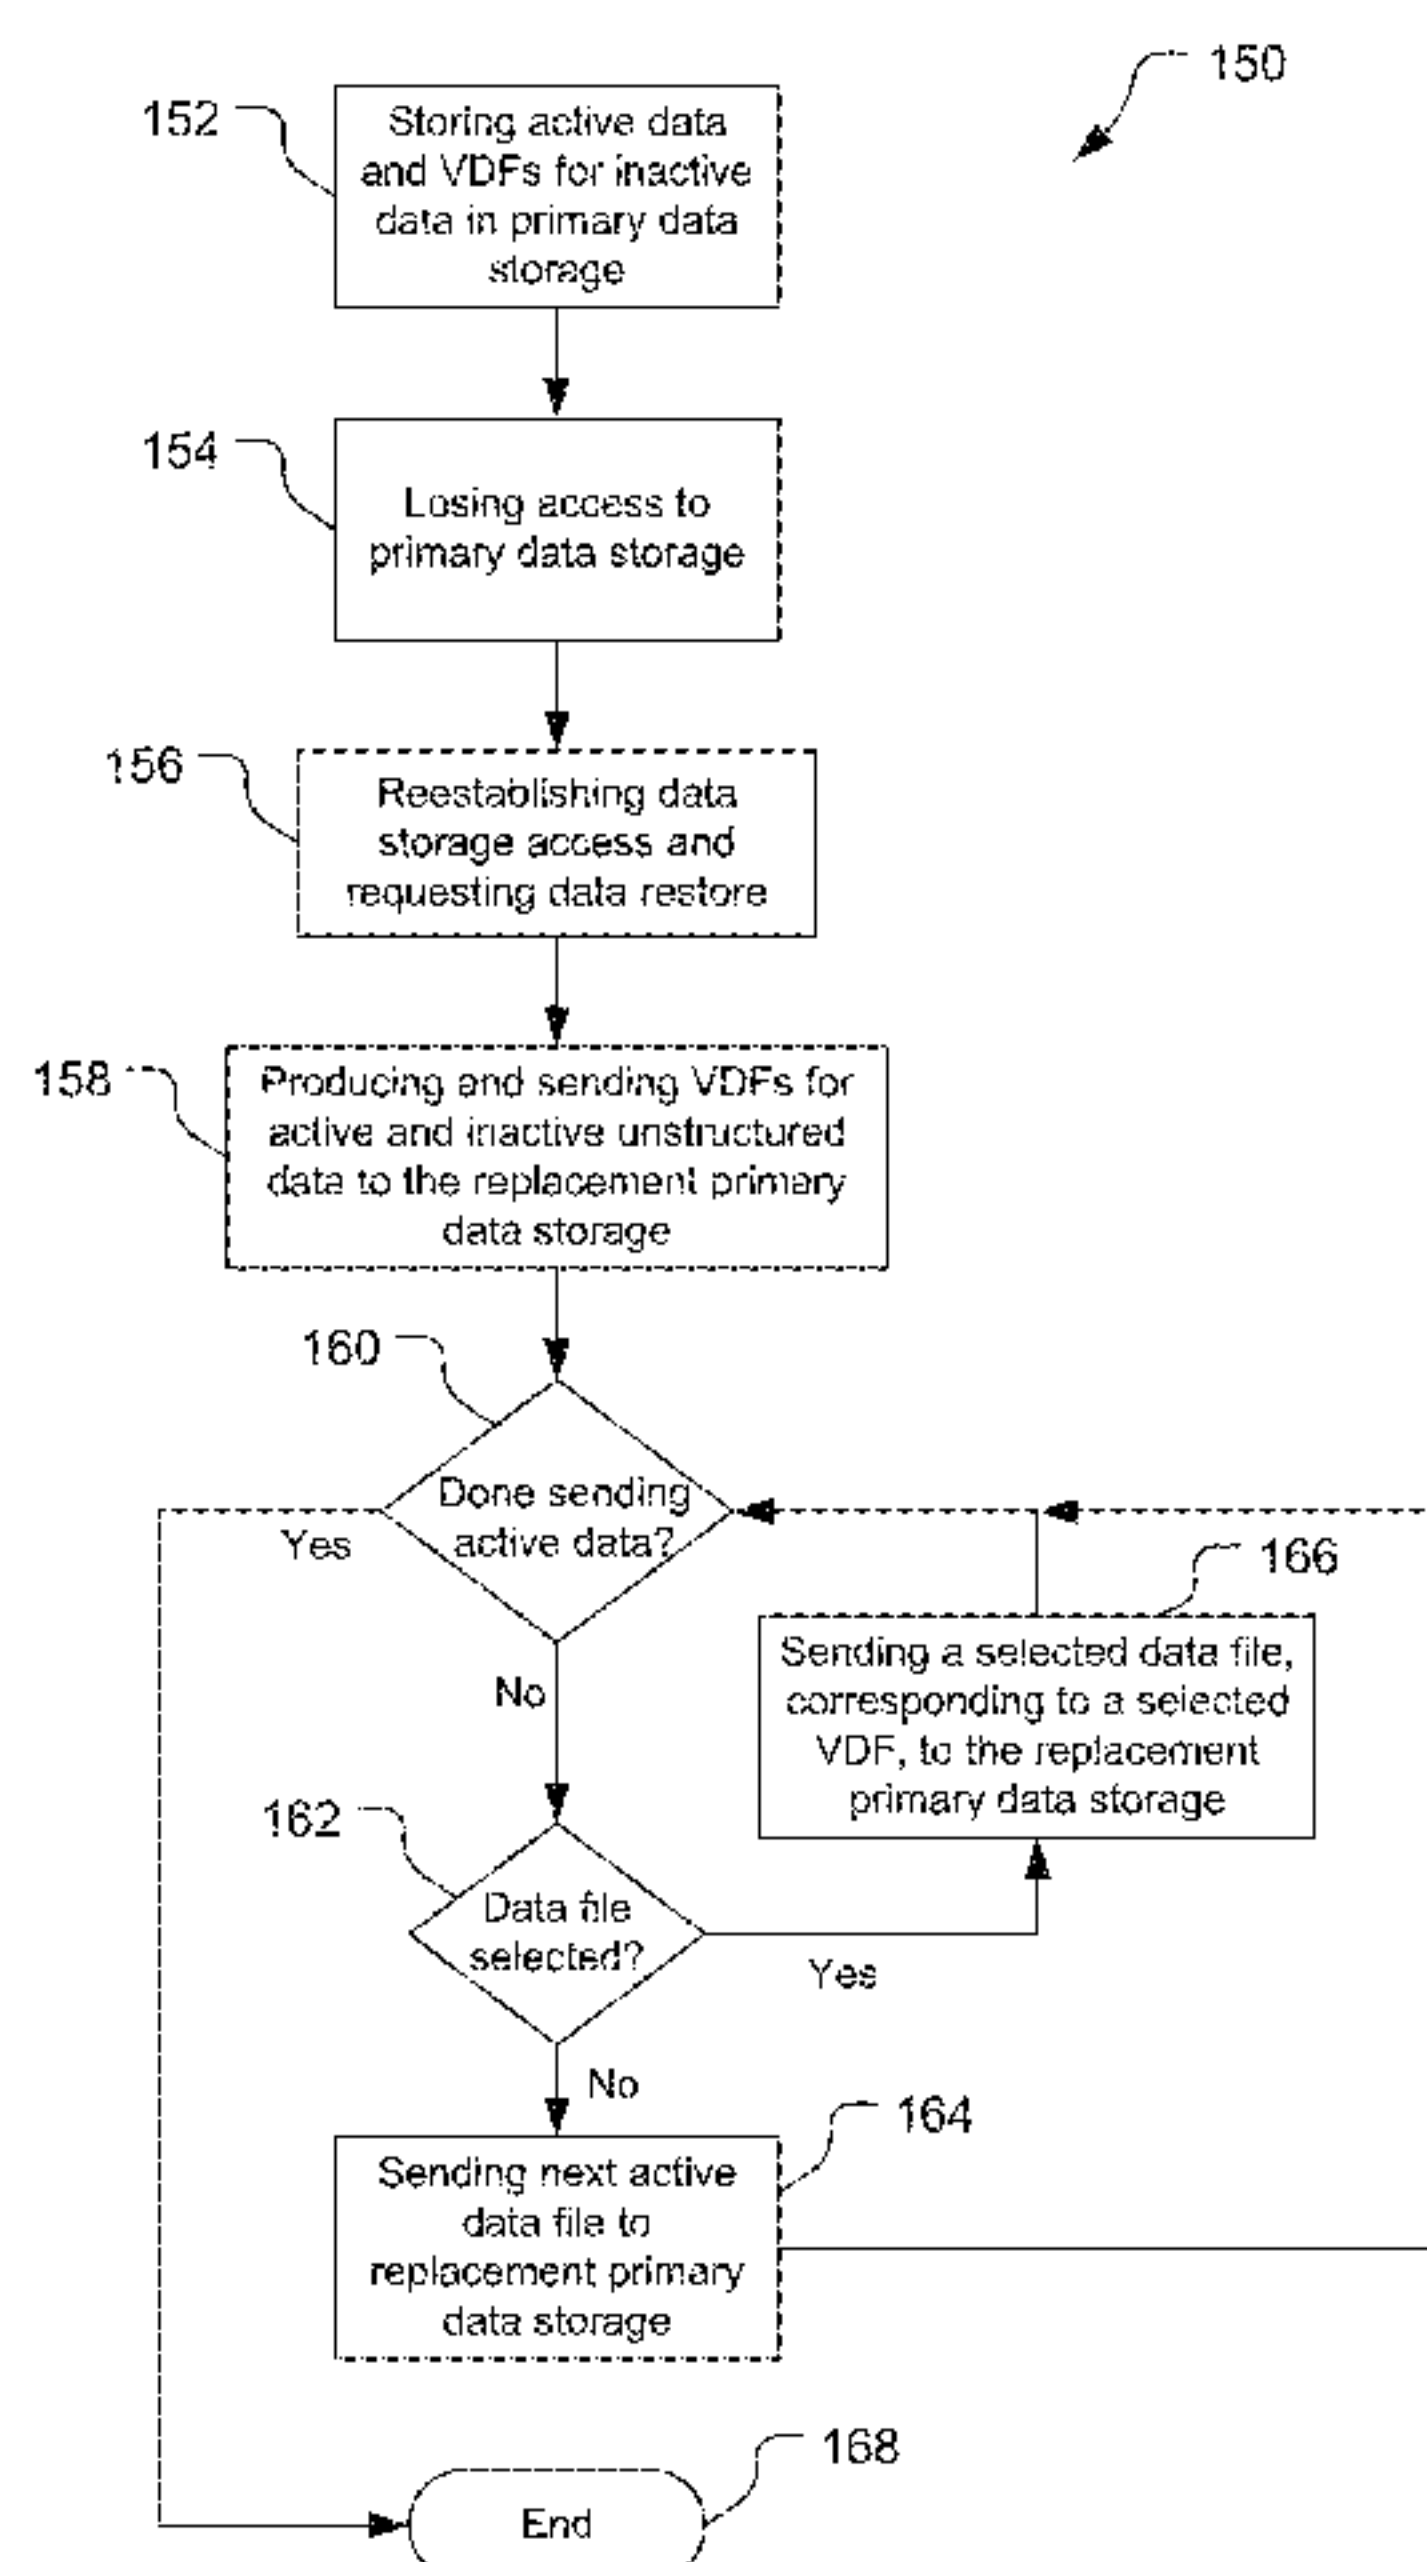 150
152
Storing active data
and VDFs for inactive
data in primary data
storage
154
Losing access to
primary data storage
156
Reestablishing data
storage access and
requesting data restore
158
Producing and sending VDFs for
active and inactive unstructured
data to the replacement primary
data storage
160
Done sending
active data?
Yes
No
166
Sending a selected data file,
corresponding to a selected
VDF, to the replacement
primary data storage
162
Data file
selected?
Yes
No
164
Sending next active
data file to
replacement primary
data storage
168
End